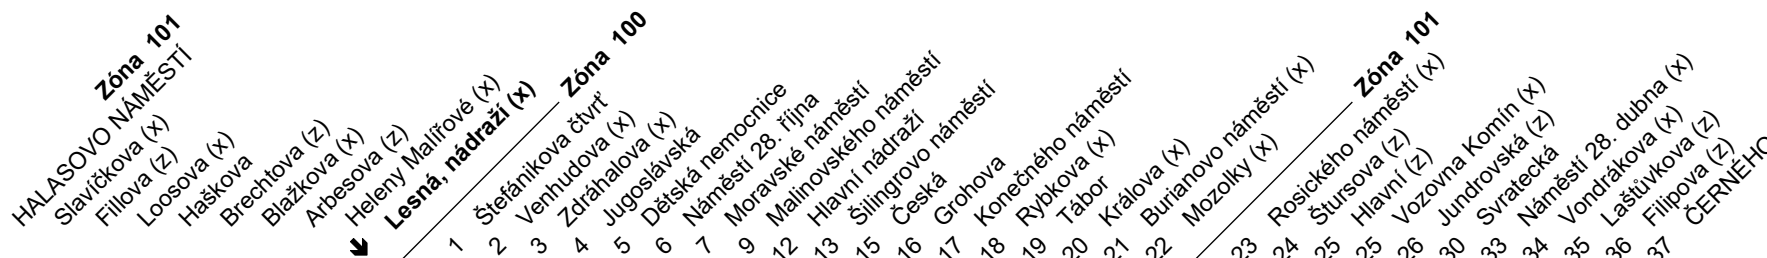 Zóna 101
HALASOVO NÁMĚSTÍ
Slavíčkova (x)
Fillova (z)
Loosova (x)
Haškova
Brechtova (z)
Blažkova (x)
Arbesova (z)
Heleny Malířové (x)
Lesná, nádraží (x)
Zóna 100
1 Štefánikova čtvrť
2 Venhudova (x)
3 Zdráhalova (x)
4 Jugoslávská
5 Dětská nemocnice
6 Náměstí 28. října
7 Moravské náměstí
9 Malinovského náměstí
12 Hlavní nádraží
13 Šilingrovo náměstí
15 Česká
16 Grohova
17 Konečného náměstí
18 Rybkova (x)
19 Tábor
20 Králova (x)
21 Burianovo náměstí (x)
22 Mozolky (x)
Zóna 101
23 Rosického náměstí (x)
24 Štursova (z)
25 Hlavní (z)
25 Vozovna Komín (x)
26 Jundrovská (z)
30 Svratecká
33 Náměstí 28. dubna (x)
34 Vondrákova (x)
35 Laštůvkova (z)
36 Filipova (z)
37 ČERNÉHO